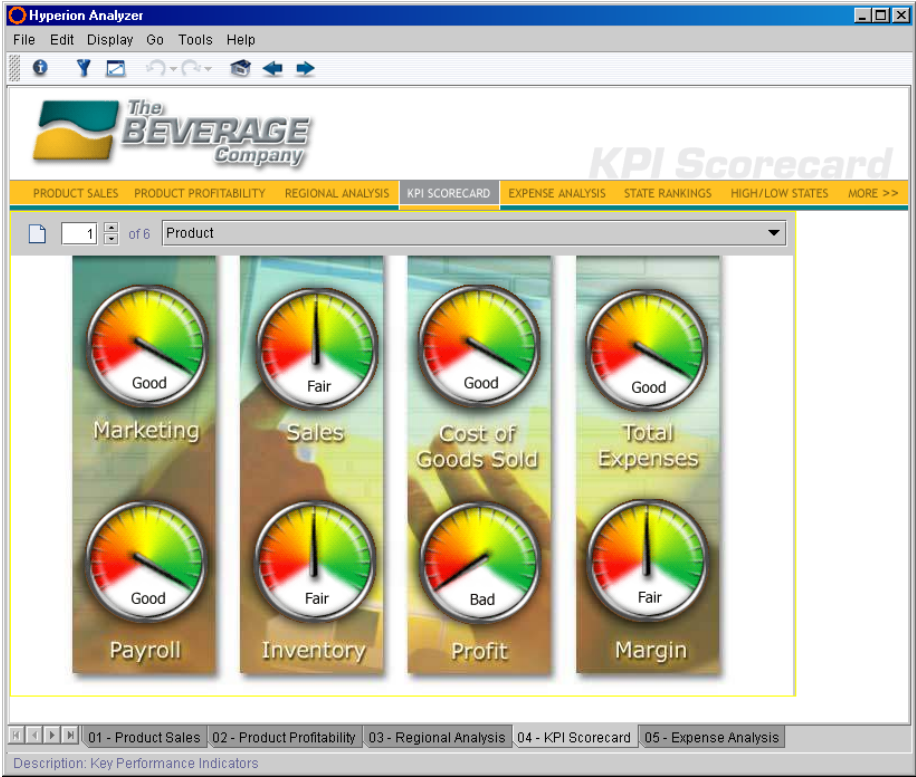 Hyperion Analyzer
File Edit Display Go Tools Help
The
BEVERAGE
Company
KPI Scorecard
PRODUCT SALES PRODUCT PROFITABILITY REGIONAL ANALYSIS KPI SCORECARD EXPENSE ANALYSIS STATE RANKINGS HIGH/LOW STATES MORE >>
1 of 6 Product
Good Fair Good Good
Marketing Sales Cost of Goods Sold Total Expenses
Good Fair Bad Fair
Payroll Inventory Profit Margin
01 - Product Sales 02 - Product Profitability 03 - Regional Analysis 04 - KPI Scorecard 05 - Expense Analysis
Description: Key Performance Indicators